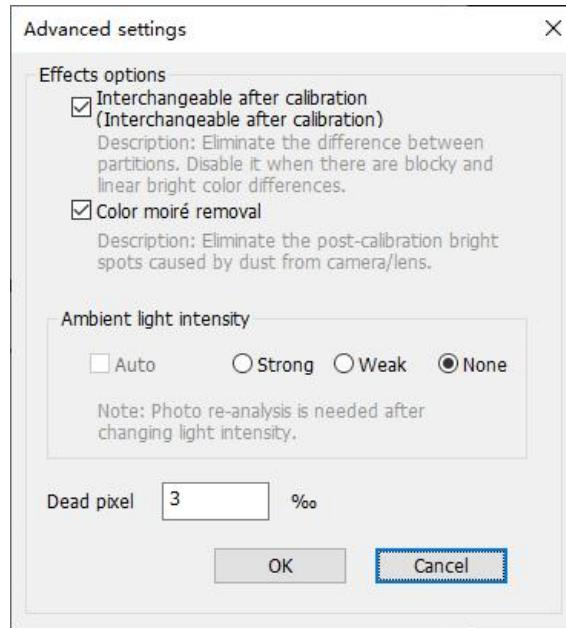 Advanced settings
Effects options
Interchangeable after calibration
(Interchangeable after calibration)
Description: Eliminate the difference between
partitions. Disable it when there are blocky and
linear bright color differences.
Color moiré removal
Description: Eliminate the post-calibration bright
spots caused by dust from camera/lens.
Ambient light intensity
Auto Strong Weak None
Note: Photo re-analysis is needed after
changing light intensity.
Dead pixel 3 ‰
OK Cancel